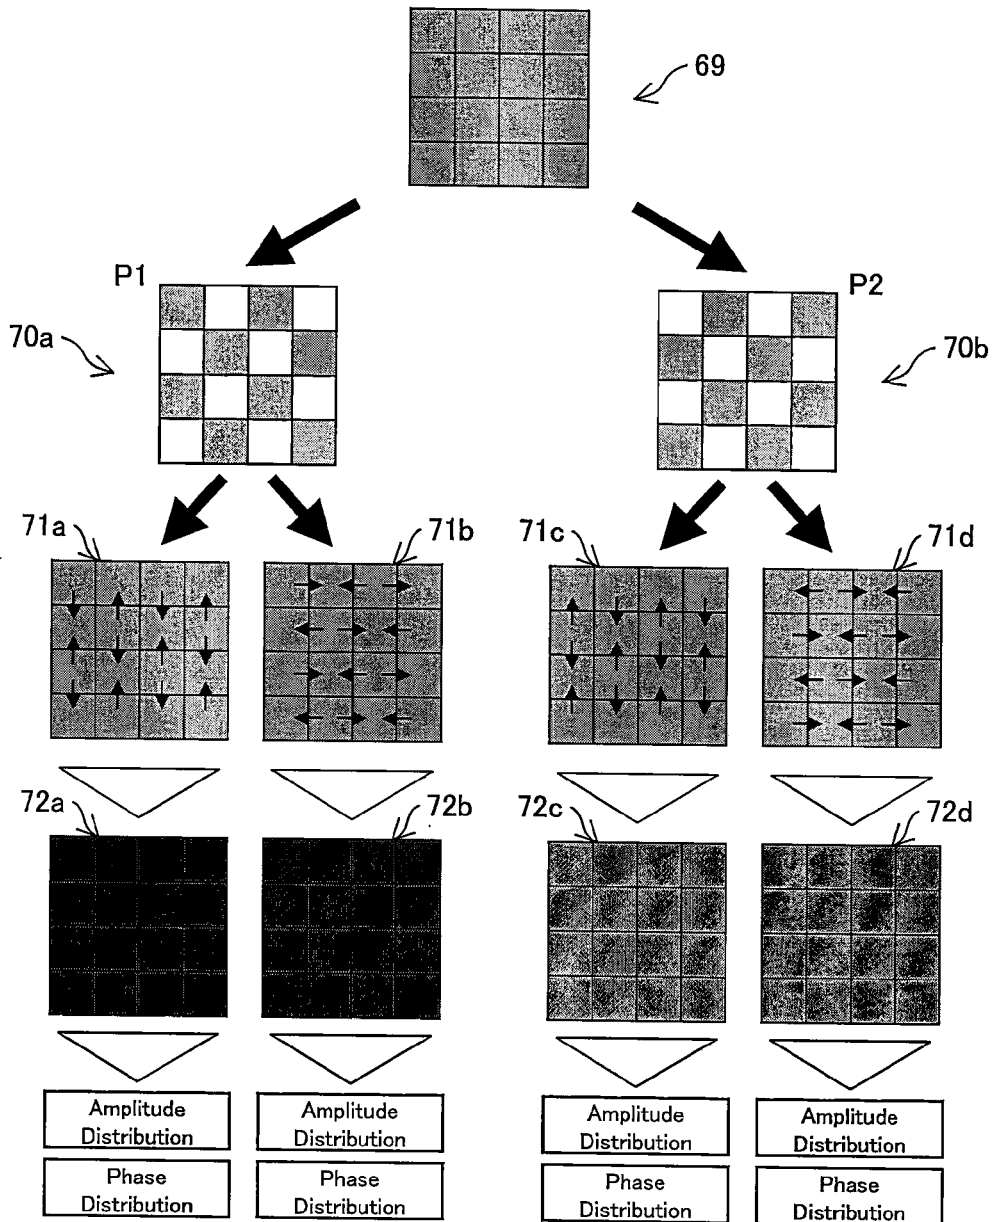 69
P1
P2
70a
70b
71a
71b
71c
71d
72a
72b
72c
72d
Amplitude
Distribution
Amplitude
Distribution
Amplitude
Distribution
Amplitude
Distribution
Phase
Distribution
Phase
Distribution
Phase
Distribution
Phase
Distribution